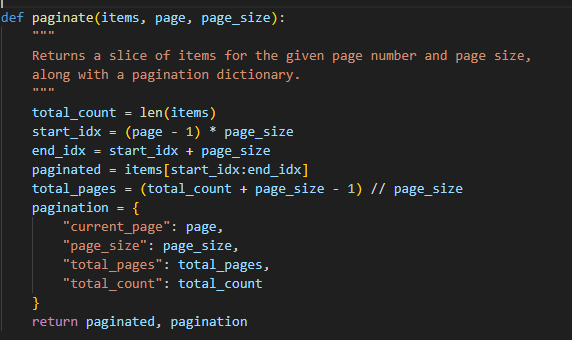 def paginate(items, page, page_size):
    """
    Returns a slice of items for the given page number and page size,
    along with a pagination dictionary.
    """
    total_count = len(items)
    start_idx = (page - 1) * page_size
    end_idx = start_idx + page_size
    paginated = items[start_idx:end_idx]
    total_pages = (total_count + page_size - 1) // page_size
    pagination = {
        "current_page": page,
        "page_size": page_size,
        "total_pages": total_pages,
        "total_count": total_count
    }
    return paginated, pagination